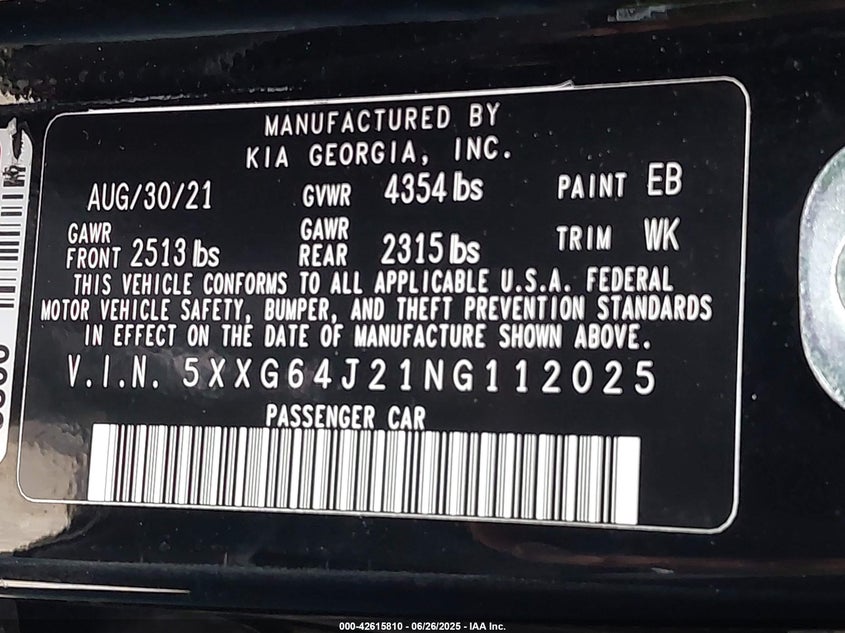 MANUFACTURED BY
KIA GEORGIA, INC.
AUG/30/21 GVWR 4354 lbs PAINT EB
GAWR FRONT 2513 lbs GAWR REAR 2315 lbs TRIM WK
THIS VEHICLE CONFORMS TO ALL APPLICABLE U.S.A. FEDERAL
MOTOR VEHICLE SAFETY, BUMPER, AND THEFT PREVENTION STANDARDS
IN EFFECT ON THE DATE OF MANUFACTURE SHOWN ABOVE.
V.I.N. 5XXG64J21NG112025
PASSENGER CAR
000-42615810 - 06/26/2025 - IAA Inc.